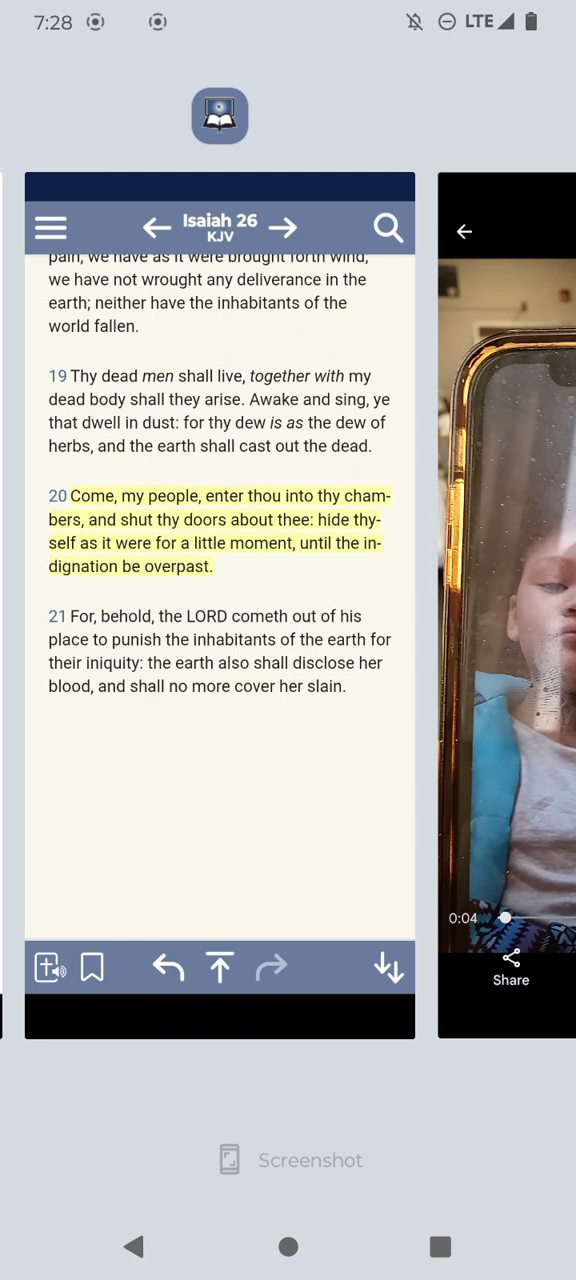 7:28
LTE
Isaiah 26
KJV
pain, we have as it were brought forth wind,
we have not wrought any deliverance in the
earth; neither have the inhabitants of the
world fallen.
19 Thy dead men shall live, together with my
dead body shall they arise. Awake and sing, ye
that dwell in dust: for thy dew is as the dew of
herbs, and the earth shall cast out the dead.
20 Come, my people, enter thou into thy cham-
bers, and shut thy doors about thee: hide thy-
self as it were for a little moment, until the in-
dignation be overpast.
21 For, behold, the LORD cometh out of his
place to punish the inhabitants of the earth for
their iniquity: the earth also shall disclose her
blood, and shall no more cover her slain.
0:04
Share
Screenshot